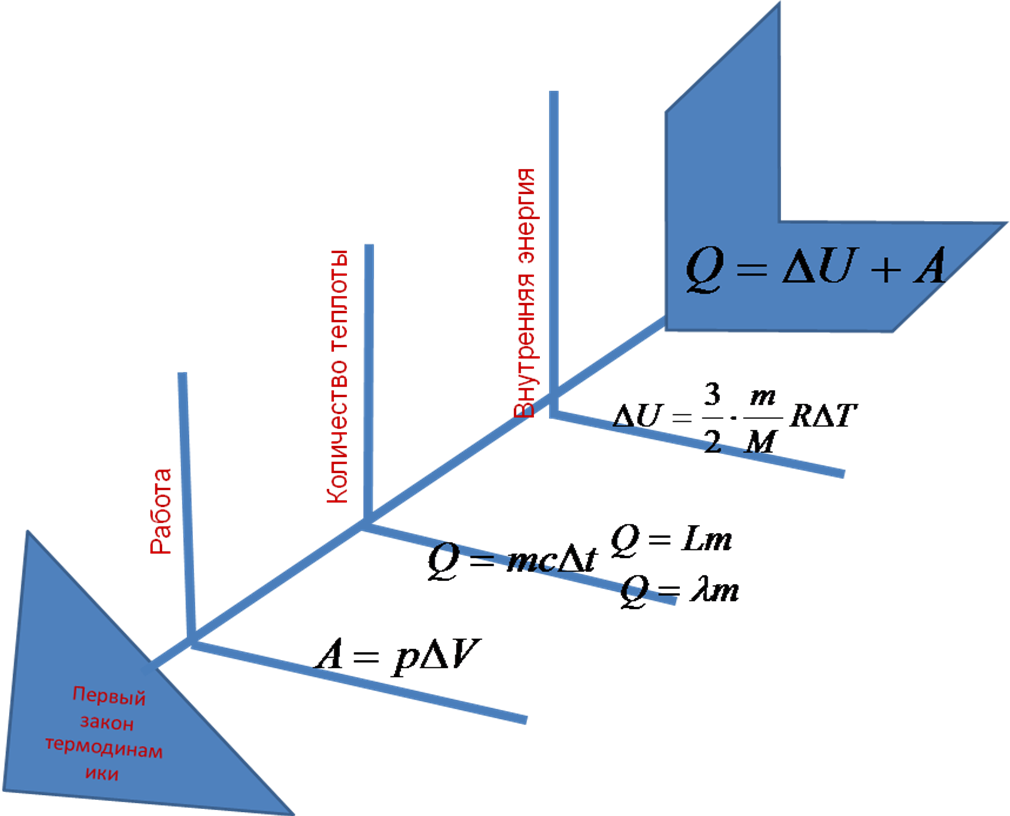 Первый
закон
термодинам
ики
Работа
A = pΔV
Количество теплоты
Q = mcΔt
Q = Lm
Q = λm
Внутренняя энергия
ΔU = 3/2 · m/M RΔT
Q = ΔU + A